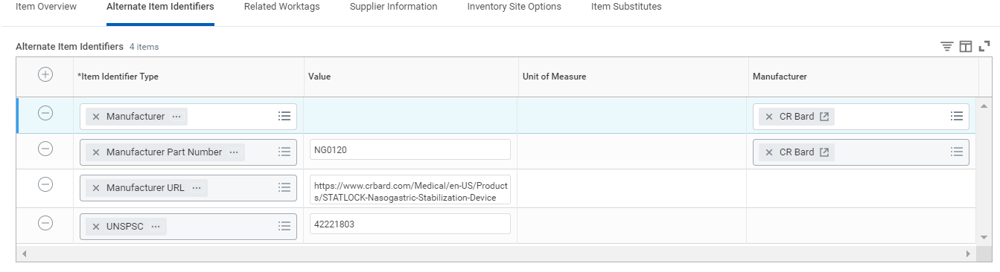 Item Overview Alternate Item Identifiers Related Worktags Supplier Information Inventory Site Options Item Substitutes
Alternate Item Identifiers 4 items
*Item Identifier Type Value Unit of Measure Manufacturer
Manufacturer CR Bard
Manufacturer Part Number NG0120 CR Bard
Manufacturer URL https://www.crbard.com/Medical/en-US/Product
s/STATLOCK-Nasogastric-Stabilization-Device
UNSPSC 42221803